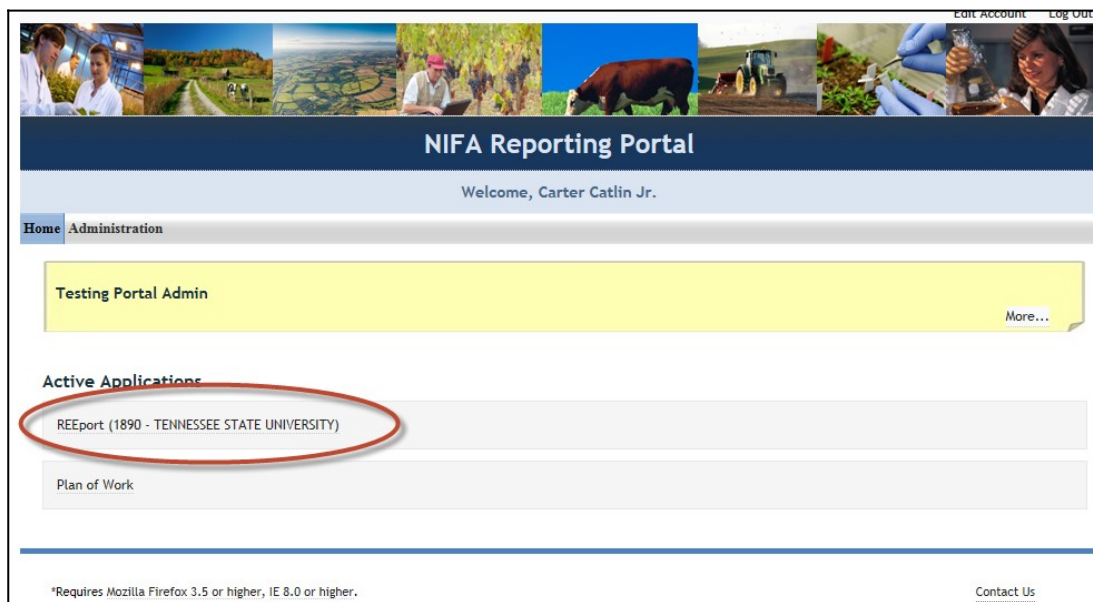 Edit Account Log Out
NIFA Reporting Portal
Welcome, Carter Catlin Jr.
Home Administration
Testing Portal Admin
More...
Active Applications
REEport (1890 - TENNESSEE STATE UNIVERSITY)
Plan of Work
*Requires Mozilla Firefox 3.5 or higher, IE 8.0 or higher. Contact Us